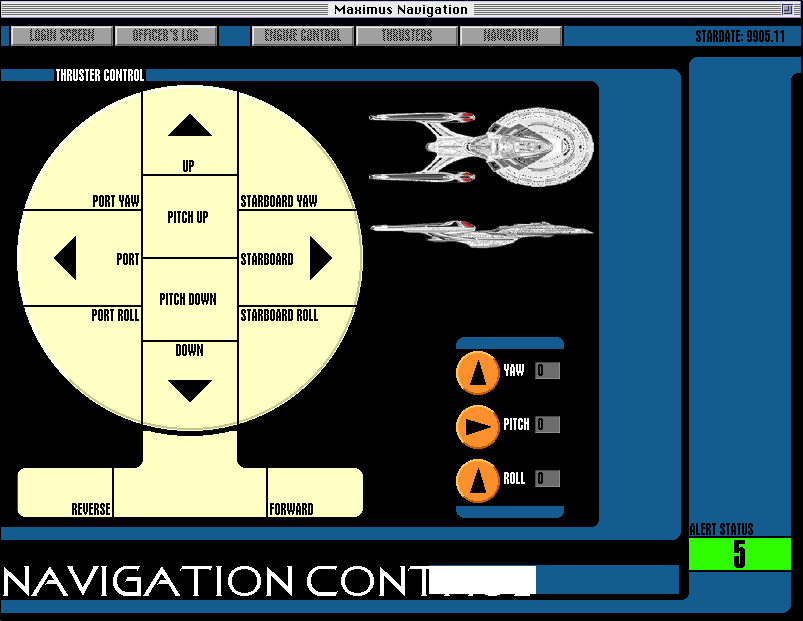 Maximus Navigation
LOGIN SCREEN OFFICER'S LOG ENGINE CONTROL THRUSTERS NAVIGATION STARDATE: 9905.11
THRUSTER CONTROL
UP
PORT YAW STARBOARD YAW
PITCH UP
PORT STARBOARD
PITCH DOWN
PORT ROLL STARBOARD ROLL
DOWN
YAW 0
PITCH 0
ROLL 0
REVERSE FORWARD
ALERT STATUS
5
NAVIGATION